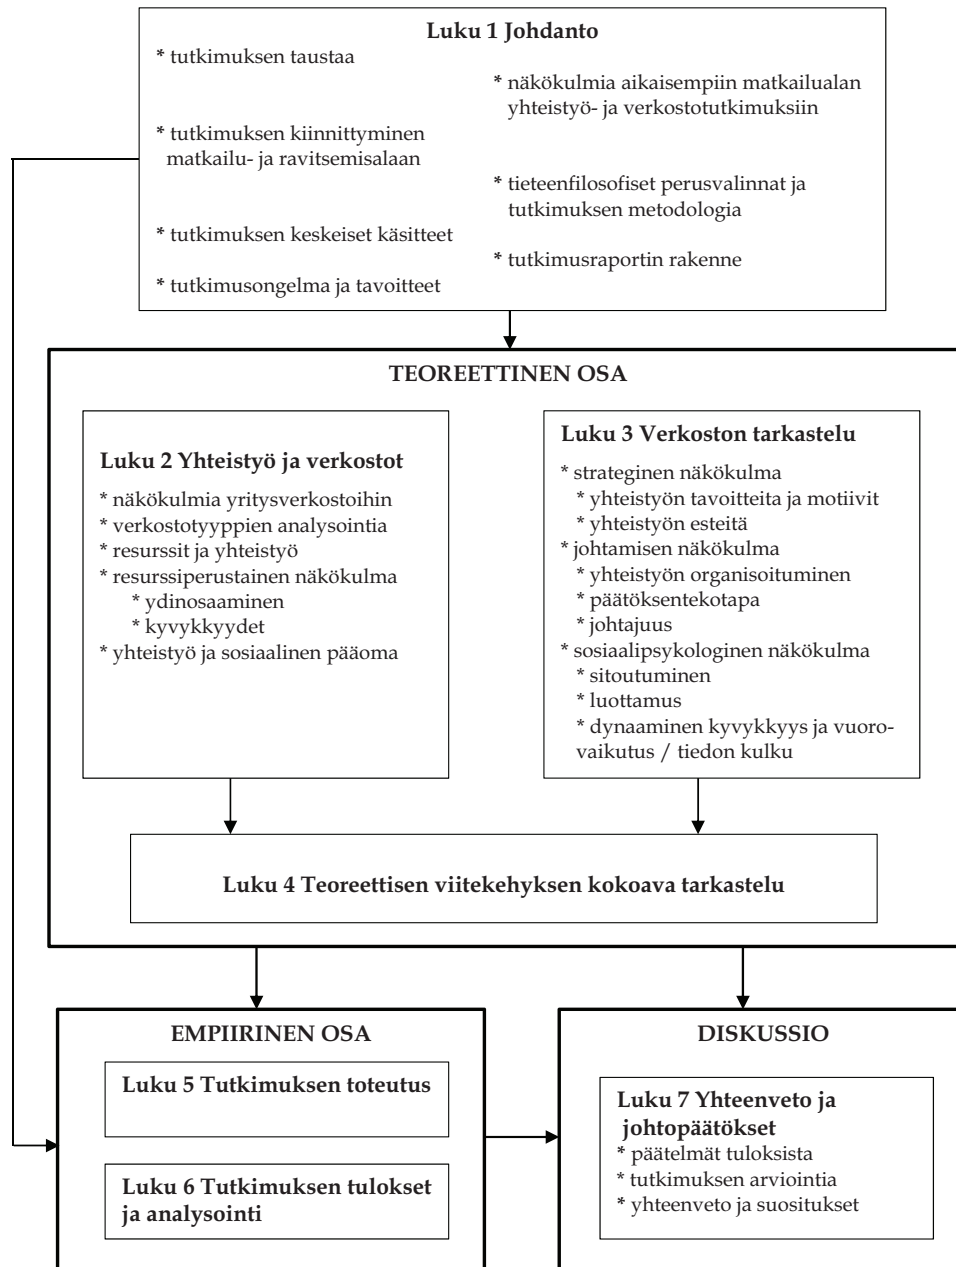 Luku 1 Johdanto
* tutkimuksen taustaa
* tutkimuksen kiinnittyminen
matkailu- ja ravitsemisalaan
* tutkimuksen keskeiset käsitteet
* tutkimusongelma ja tavoitteet
* näkökulmia aikaisempiin matkailualan
yhteistyö- ja verkostotutkimuksiin
* tieteenfilosofiset perusvalinnat ja
tutkimuksen metodologia
* tutkimusraportin rakenne
TEOREETTINEN OSA
Luku 2 Yhteistyö ja verkostot
* näkökulmia yritysverkostoihin
* verkostotyyppien analysointia
* resurssit ja yhteistyö
* resurssiperustainen näkökulma
* ydinosaaminen
* kyvykkyydet
* yhteistyö ja sosiaalinen pääoma
Luku 3 Verkoston tarkastelu
* strateginen näkökulma
* yhteistyön tavoitteita ja motiivit
* yhteistyön esteitä
* johtamisen näkökulma
* yhteistyön organisoituminen
* päätöksentekotapa
* johtajuus
* sosiaalipsykologinen näkökulma
* sitoutuminen
* luottamus
* dynaaminen kyvykkyys ja vuoro-
vaikutus / tiedon kulku
Luku 4 Teoreettisen viitekehyksen kokoava tarkastelu
EMPIIRINEN OSA
Luku 5 Tutkimuksen toteutus
Luku 6 Tutkimuksen tulokset
ja analysointi
DISKUSSIO
Luku 7 Yhteenveto ja
johtopäätökset
* päätelmät tuloksista
* tutkimuksen arviointia
* yhteenveto ja suositukset